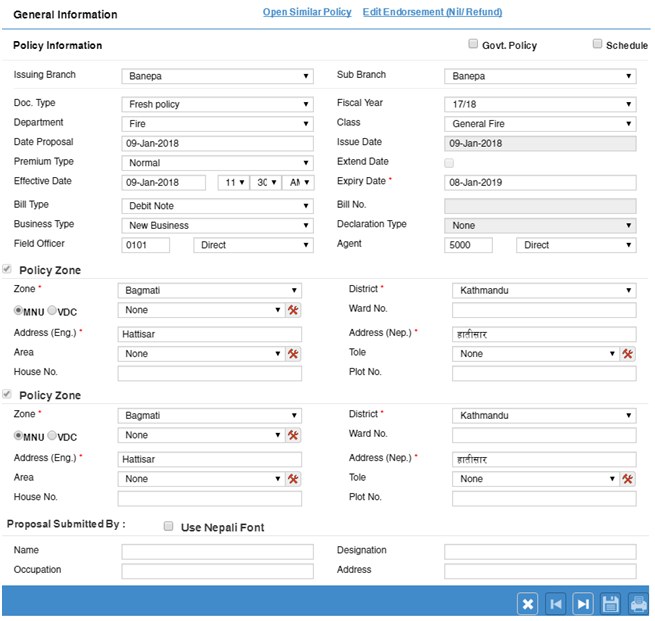 General Information Open Similar Policy Edit Endorsement (Nil/ Refund)
Policy Information Govt. Policy Schedule
Issuing Branch Banepa Sub Branch Banepa
Doc. Type Fresh policy Fiscal Year 17/18
Department Fire Class General Fire
Date Proposal 09-Jan-2018 Issue Date 09-Jan-2018
Premium Type Normal Extend Date
Effective Date 09-Jan-2018 11 30 AM Expiry Date * 08-Jan-2019
Bill Type Debit Note Bill No.
Business Type New Business Declaration Type None
Field Officer 0101 Direct Agent 5000 Direct
Policy Zone
Zone * Bagmati District * Kathmandu
MNU VDC None Ward No.
Address (Eng.) * Hattisar Address (Nep.) * हात्तीसार
Area None Tole None
House No. Plot No.
Policy Zone
Zone * Bagmati District * Kathmandu
MNU VDC None Ward No.
Address (Eng.) * Hattisar Address (Nep.) * हात्तीसार
Area None Tole None
House No. Plot No.
Proposal Submitted By : Use Nepali Font
Name Designation
Occupation Address